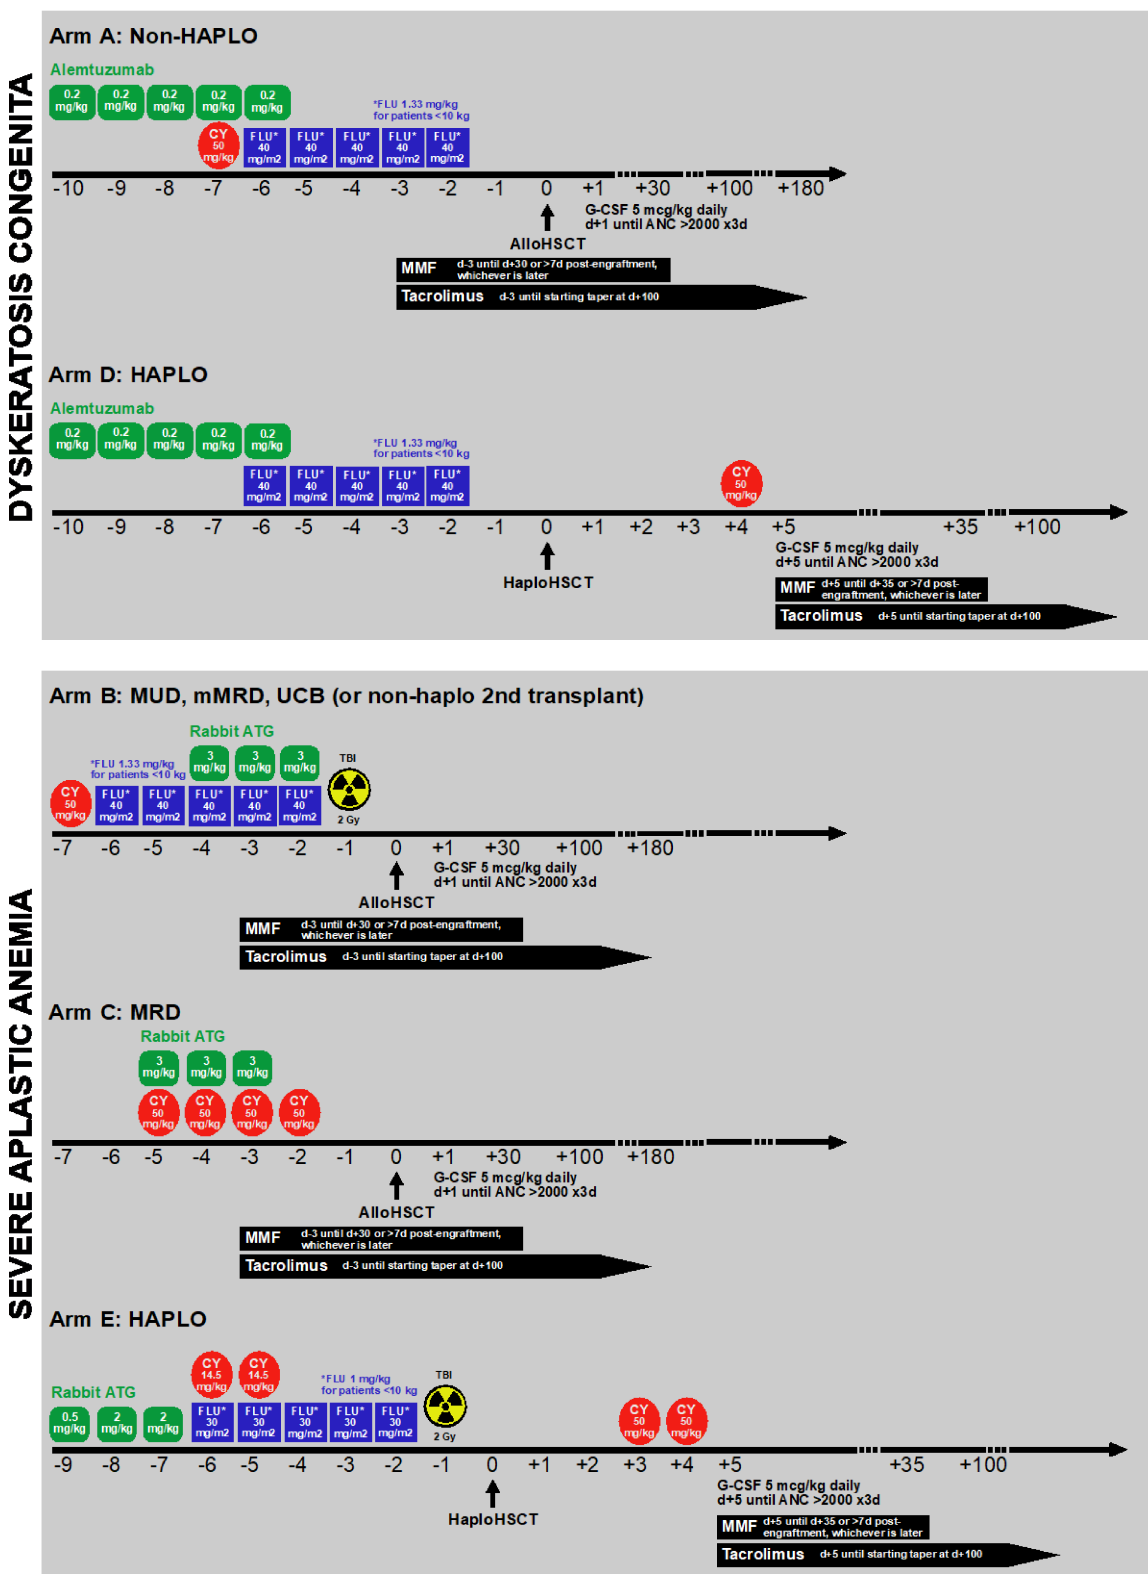 DYSKERATOSIS CONGENITA
Arm A: Non-HAPLO
Alemtuzumab
0.2 0.2 0.2 0.2 0.2
mg/kg mg/kg mg/kg mg/kg mg/kg
*FLU 1.33 mg/kg
for patients <10 kg
CY FLU* FLU* FLU* FLU* FLU*
50 40 40 40 40 40
mg/kg mg/m2 mg/m2 mg/m2 mg/m2 mg/m2
-10 -9 -8 -7 -6 -5 -4 -3 -2 -1 0 +1 +30 +100 +180
G-CSF 5 mcg/kg daily
d+1 until ANC >2000 x3d
AlloHSCT
MMF d-3 until d+30 or >7d post-engraftment,
whichever is later
Tacrolimus d-3 until starting taper at d+100
Arm D: HAPLO
Alemtuzumab
0.2 0.2 0.2 0.2 0.2
mg/kg mg/kg mg/kg mg/kg mg/kg
*FLU 1.33 mg/kg
for patients <10 kg
FLU* FLU* FLU* FLU* FLU* CY
40 40 40 40 40 50
mg/m2 mg/m2 mg/m2 mg/m2 mg/m2 mg/kg
-10 -9 -8 -7 -6 -5 -4 -3 -2 -1 0 +1 +2 +3 +4 +5 +35 +100
G-CSF 5 mcg/kg daily
d+5 until ANC >2000 x3d
HaploHSCT
MMF d+5 until d+35 or >7d post-
engraftment, whichever is later
Tacrolimus d+5 until starting taper at d+100
SEVERE APLASTIC ANEMIA
Arm B: MUD, mMRD, UCB (or non-haplo 2nd transplant)
Rabbit ATG
3 3 3
mg/kg mg/kg mg/kg
TBI
*FLU 1.33 mg/kg
for patients <10 kg
CY FLU* FLU* FLU* FLU* FLU*
50 40 40 40 40 40
mg/kg mg/m2 mg/m2 mg/m2 mg/m2 mg/m2
2 Gy
-7 -6 -5 -4 -3 -2 -1 0 +1 +30 +100 +180
G-CSF 5 mcg/kg daily
d+1 until ANC >2000 x3d
AlloHSCT
MMF d-3 until d+30 or >7d post-engraftment,
whichever is later
Tacrolimus d-3 until starting taper at d+100
Arm C: MRD
Rabbit ATG
3 3 3
mg/kg mg/kg mg/kg
CY CY CY CY
50 50 50 50
mg/kg mg/kg mg/kg mg/kg
-7 -6 -5 -4 -3 -2 -1 0 +1 +30 +100 +180
G-CSF 5 mcg/kg daily
d+1 until ANC >2000 x3d
AlloHSCT
MMF d-3 until d+30 or >7d post-engraftment,
whichever is later
Tacrolimus d-3 until starting taper at d+100
Arm E: HAPLO
CY CY
14.5 14.5
mg/kg mg/kg
*FLU 1 mg/kg
for patients <10 kg
TBI
Rabbit ATG
0.5 2 2
mg/kg mg/kg mg/kg
FLU* FLU* FLU* FLU* FLU*
30 30 30 30 30
mg/m2 mg/m2 mg/m2 mg/m2 mg/m2
2 Gy
CY CY
50 50
mg/kg mg/kg
-9 -8 -7 -6 -5 -4 -3 -2 -1 0 +1 +2 +3 +4 +5 +35 +100
G-CSF 5 mcg/kg daily
d+5 until ANC >2000 x3d
HaploHSCT
MMF d+5 until d+35 or >7d post-
engraftment, whichever is later
Tacrolimus d+5 until starting taper at d+100